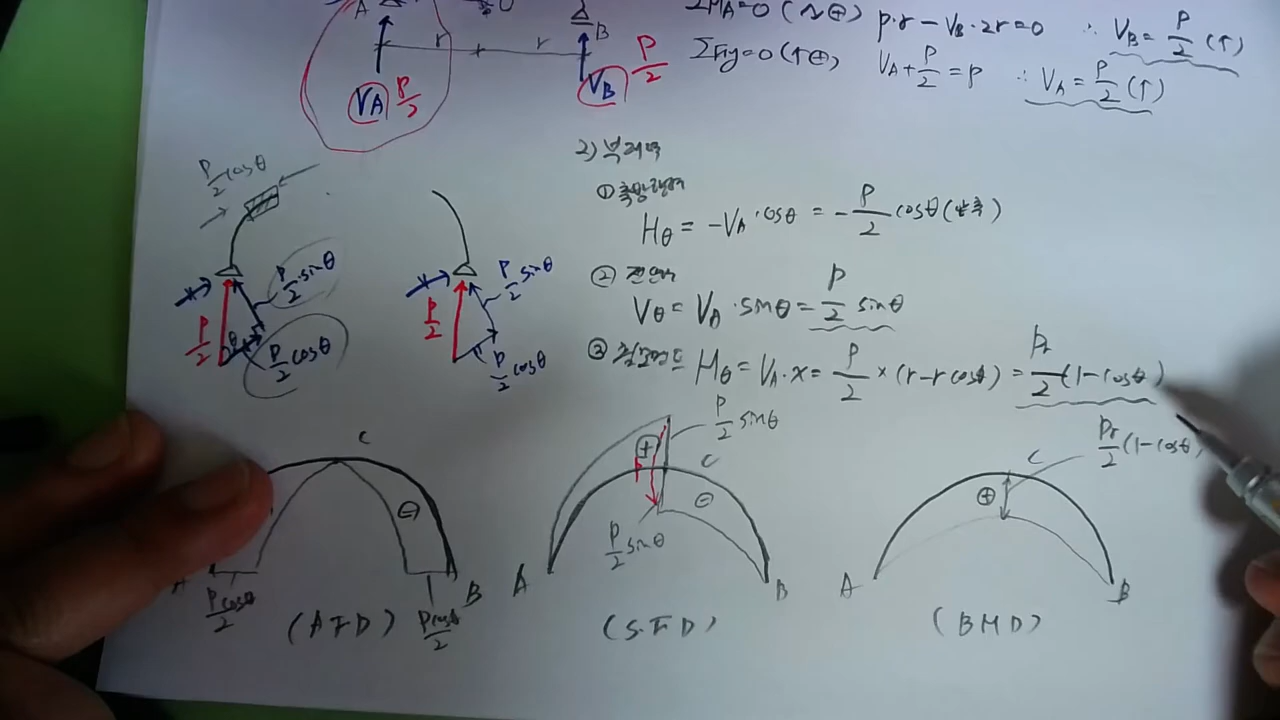 A
B
r
r
VA P/2
VB P/2
ΣMA=0 (↷⊕) P·r - VB·2r=0 ∴ VB = P/2 (↑)
ΣFy=0 (↑⊕), VA + P/2 = P ∴ VA = P/2 (↑)
2) 부재력
① 축방향력
Hθ = -VA·cosθ = - P/2 cosθ (압축)
② 전단력
Vθ = VA·sinθ = P/2 sinθ
③ 휨모멘트 Mθ = VA·x = P/2 × (r-rcosθ) = Pr/2 (1-cosθ)
P/2 cosθ
P/2·sinθ
P/2
θ
P/2 cosθ
P/2 sinθ
P/2
P/2 cosθ
C
⊖
A
B
P cosθ/2
P cosθ/2
(AFD)
P/2 sinθ
⊕
C
⊖
P/2 sinθ
A
B
(S.F.D)
Pr/2 (1-cosθ)
C
⊕
A
B
(BMD)